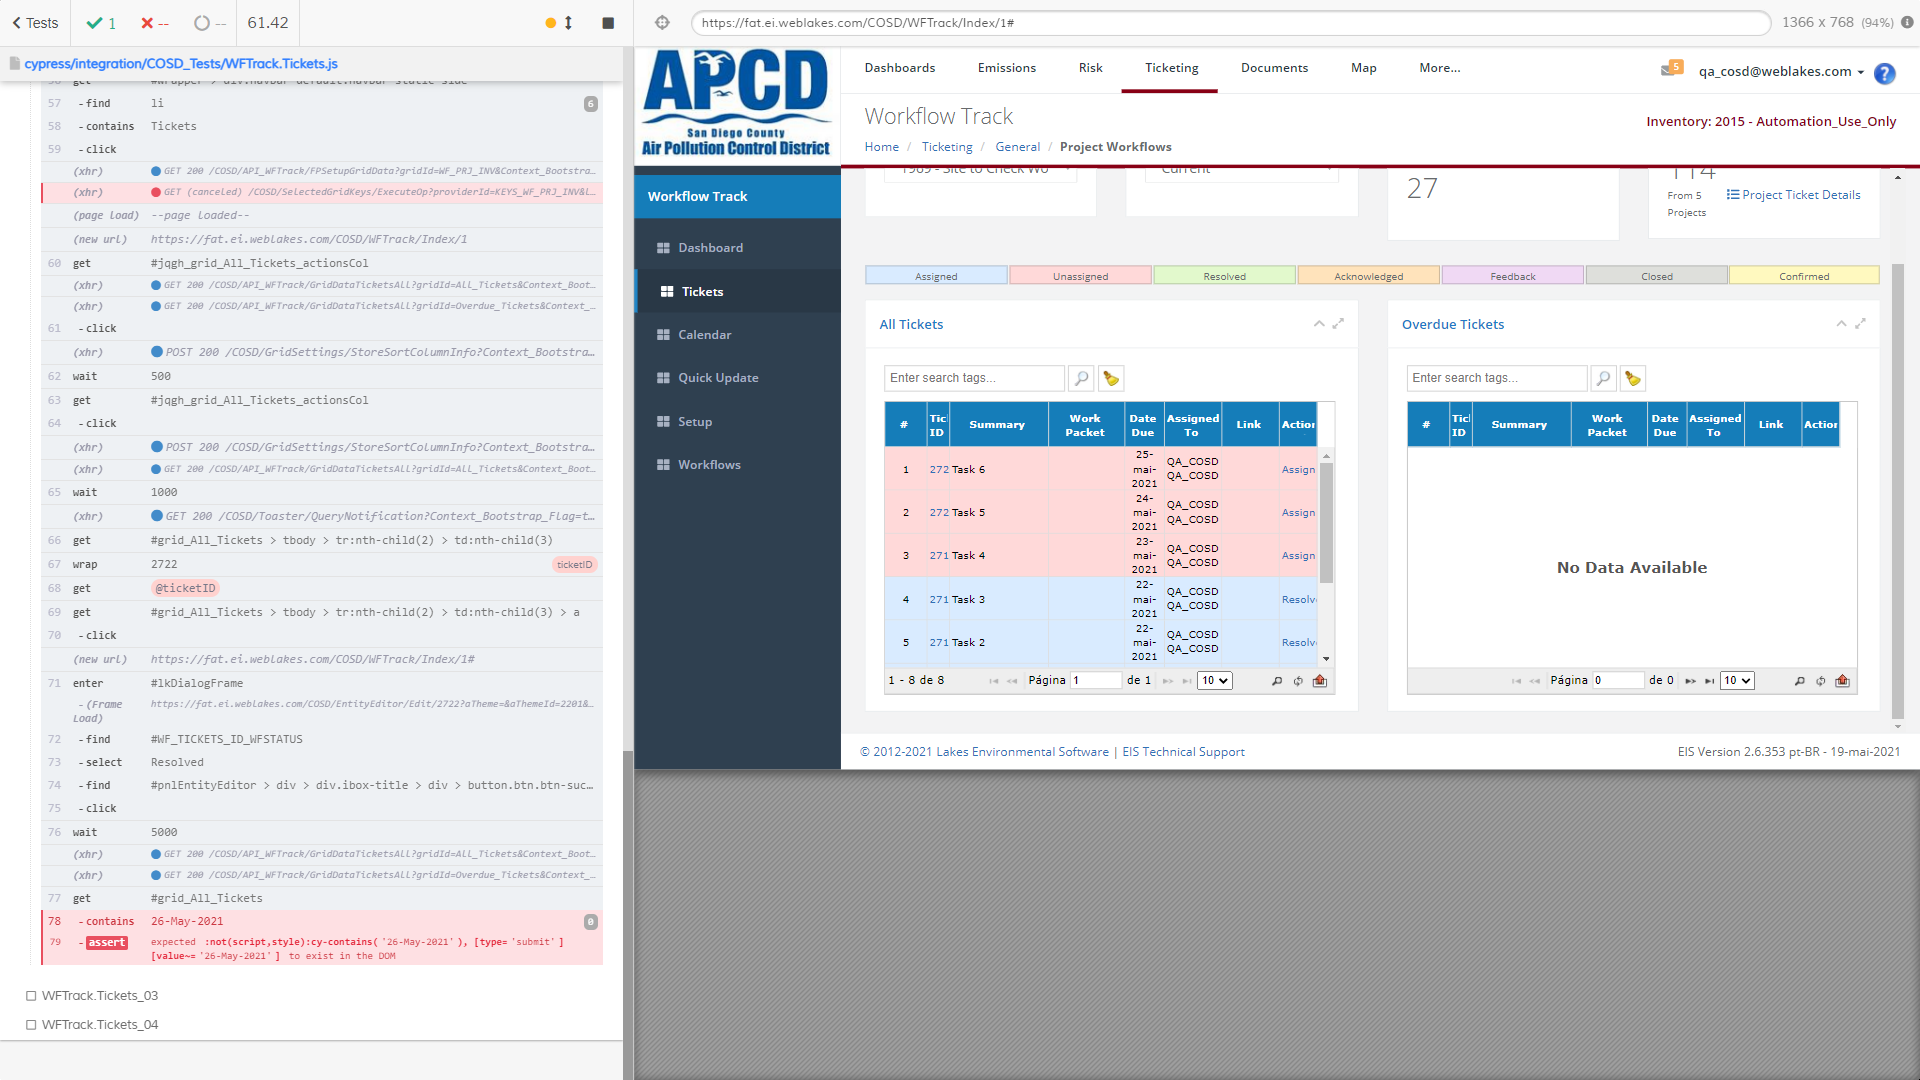 Tests
1
--
--
61.42
https://fat.ei.weblakes.com/COSD/WFTrack/Index/1#
1366 x 768 (94%)
cypress/integration/COSD_Tests/WFTrack.Tickets.js
57 -find li 6
58 -contains Tickets
59 -click
(xhr) GET 200 /COSD/API_WFTrack/FPSetupGridData?gridId=WF_PRJ_INV&Context_Bootstra...
(xhr) GET (canceled) /COSD/SelectedGridKeys/ExecuteOp?providerId=KEYS_WF_PRJ_INV&l...
(page load) --page loaded--
(new url) https://fat.ei.weblakes.com/COSD/WFTrack/Index/1
60 get #jqgh_grid_All_Tickets_actionsCol
(xhr) GET 200 /COSD/API_WFTrack/GridDataTicketsAll?gridId=All_Tickets&Context_Boot...
(xhr) GET 200 /COSD/API_WFTrack/GridDataTicketsAll?gridId=Overdue_Tickets&Context_...
61 -click
(xhr) POST 200 /COSD/GridSettings/StoreSortColumnInfo?Context_Bootstra...
62 wait 500
63 get #jqgh_grid_All_Tickets_actionsCol
64 -click
(xhr) POST 200 /COSD/GridSettings/StoreSortColumnInfo?Context_Bootstra...
(xhr) GET 200 /COSD/API_WFTrack/GridDataTicketsAll?gridId=All_Tickets&Context_Boot...
65 wait 1000
(xhr) GET 200 /COSD/Toaster/QueryNotification?Context_Bootstrap_Flag=t...
66 get #grid_All_Tickets > tbody > tr:nth-child(2) > td:nth-child(3)
67 wrap 2722 ticketID
68 get @ticketID
69 get #grid_All_Tickets > tbody > tr:nth-child(2) > td:nth-child(3) > a
70 -click
(new url) https://fat.ei.weblakes.com/COSD/WFTrack/Index/1#
71 enter #lkDialogFrame
-(Frame Load) https://fat.ei.weblakes.com/COSD/EntityEditor/Edit/2722?aTheme=&aThemeId=2201&...
72 -find #WF_TICKETS_ID_WFSTATUS
73 -select Resolved
74 -find #pnlEntityEditor > div > div.ibox-title > div > button.btn.btn-suc...
75 -click
76 wait 5000
(xhr) GET 200 /COSD/API_WFTrack/GridDataTicketsAll?gridId=All_Tickets&Context_Boot...
(xhr) GET 200 /COSD/API_WFTrack/GridDataTicketsAll?gridId=Overdue_Tickets&Context_...
77 get #grid_All_Tickets
78 -contains 26-May-2021 0
79 -assert expected :not(script,style):cy-contains('26-May-2021'), [type='submit']
[value~='26-May-2021'] to exist in the DOM
WFTrack.Tickets_03
WFTrack.Tickets_04
APCD
San Diego County
Air Pollution Control District
Dashboards Emissions Risk Ticketing Documents Map More...
5 qa_cosd@weblakes.com ?
Workflow Track
Inventory: 2015 - Automation_Use_Only
Home / Ticketing / General / Project Workflows
Workflow Track
Dashboard
Tickets
Calendar
Quick Update
Setup
Workflows
1989 - Site to Check Wo
Current
27
114
From 5
Projects
Project Ticket Details
Assigned Unassigned Resolved Acknowledged Feedback Closed Confirmed
All Tickets
Enter search tags...
# Tic ID Summary Work Packet Date Due Assigned To Link Action
1 272 Task 6 25-mai-2021 QA_COSD QA_COSD Assign
2 272 Task 5 24-mai-2021 QA_COSD QA_COSD Assign
3 271 Task 4 23-mai-2021 QA_COSD QA_COSD Assign
4 271 Task 3 22-mai-2021 QA_COSD QA_COSD Resolv
5 271 Task 2 22-mai-2021 QA_COSD QA_COSD Resolv
1 - 8 de 8 Página 1 de 1 10
Overdue Tickets
Enter search tags...
# Tic ID Summary Work Packet Date Due Assigned To Link Action
No Data Available
Página 0 de 0 10
© 2012-2021 Lakes Environmental Software | EIS Technical Support
EIS Version 2.6.353 pt-BR - 19-mai-2021